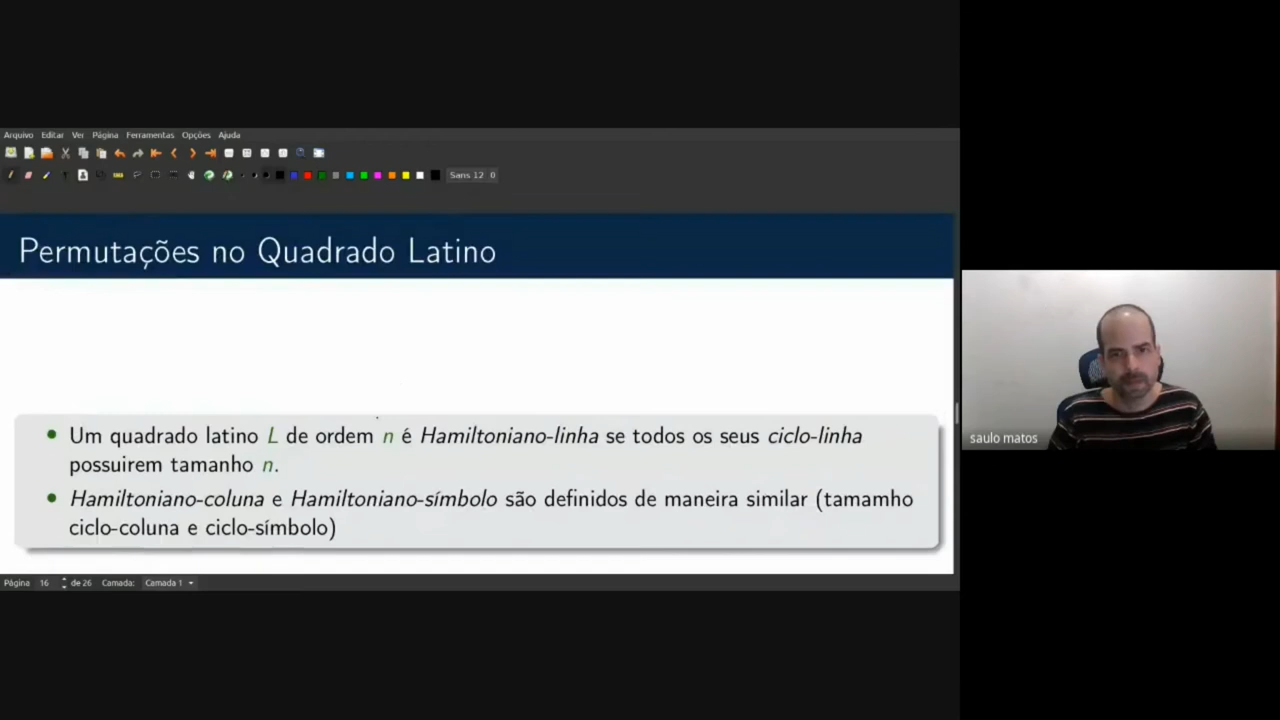 Arquivo Editar Ver Página Ferramentas Opções Ajuda
Sans 12 0
Permutações no Quadrado Latino
• Um quadrado latino L de ordem n é Hamiltoniano-linha se todos os seus ciclo-linha
possuirem tamanho n.
• Hamiltoniano-coluna e Hamiltoniano-símbolo são definidos de maneira similar (tamamho
ciclo-coluna e ciclo-símbolo)
saulo matos
Página 16 de 26 Camada: Camada 1